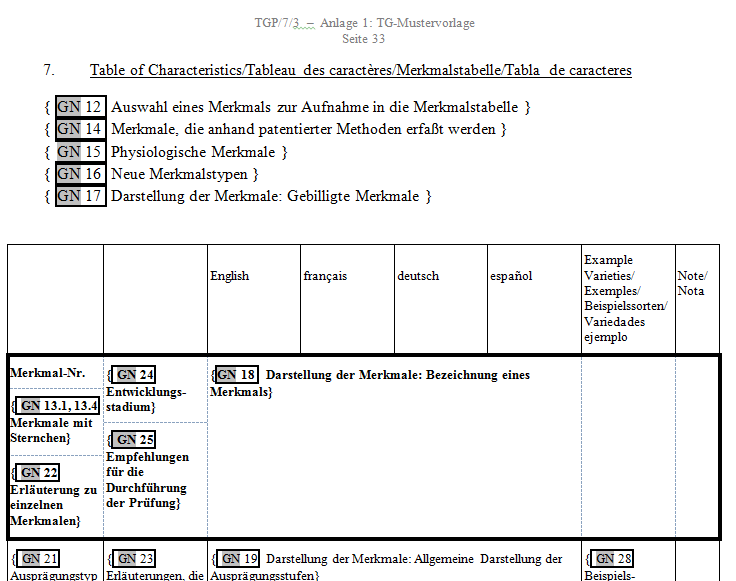 TGP/7/3 – Anlage 1: TG-Mustervorlage
Seite 33
7. Table of Characteristics/Tableau des caractères/Merkmalstabelle/Tabla de caracteres
{ GN 12 Auswahl eines Merkmals zur Aufnahme in die Merkmalstabelle }
{ GN 14 Merkmale, die anhand patentierter Methoden erfaßt werden }
{ GN 15 Physiologische Merkmale }
{ GN 16 Neue Merkmalstypen }
{ GN 17 Darstellung der Merkmale: Gebilligte Merkmale }
English
français
deutsch
español
Example
Varieties/
Exemples/
Beispielssorten/
Variedades
ejemplo
Note/
Nota
Merkmal-Nr.
{ GN 13.1, 13.4
Merkmale mit
Sternchen}
{ GN 22
Erläuterung zu
einzelnen
Merkmalen}
{ GN 24
Entwicklungs-
stadium}
{ GN 25
Empfehlungen
für die
Durchführung
der Prüfung}
{GN 18 Darstellung der Merkmale: Bezeichnung eines
Merkmals}
{ GN 21
Ausprägungstyp
{ GN 23
Erläuterungen, die
{ GN 19 Darstellung der Merkmale: Allgemeine Darstellung der
Ausprägungsstufen}
{ GN 28
Beispiels-